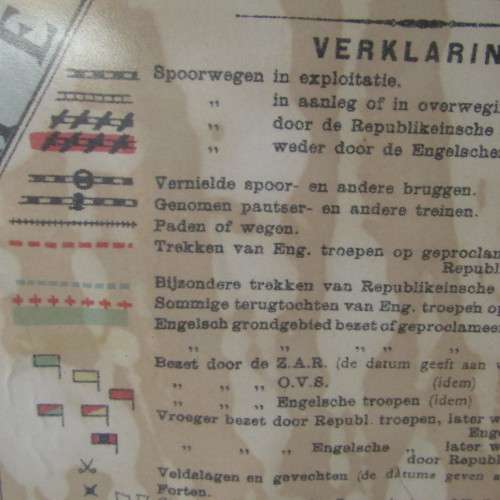 E
VERKLARIN
Spoorwegen in exploitatie.
„ in aanleg of in overwegin
„ door de Republikeinsche
„ weder door de Engelschen
Vernielde spoor- en andere bruggen.
Genomen pantser- en andere treinen.
Paden of wegen.
Trekken van Eng. troepen op geproclam
Republ
Bijzondere trekken van Republikeinsche
Sommige terugtochten van Eng. troepen op
Engelsch grondgebied bezet of geproclameer
„ „ „ „ „
Bezet door de Z.A.R. (de datum geeft aan w
„ „ „ O.V.S. (idem)
„ „ „ Engelsche troepen (idem)
Vroeger bezet door Republ. troepen, later w
Enge
„ „ „ Engelsche „ later w
door Republ
Veldslagen en gevechten (de datums geven a
Forten.